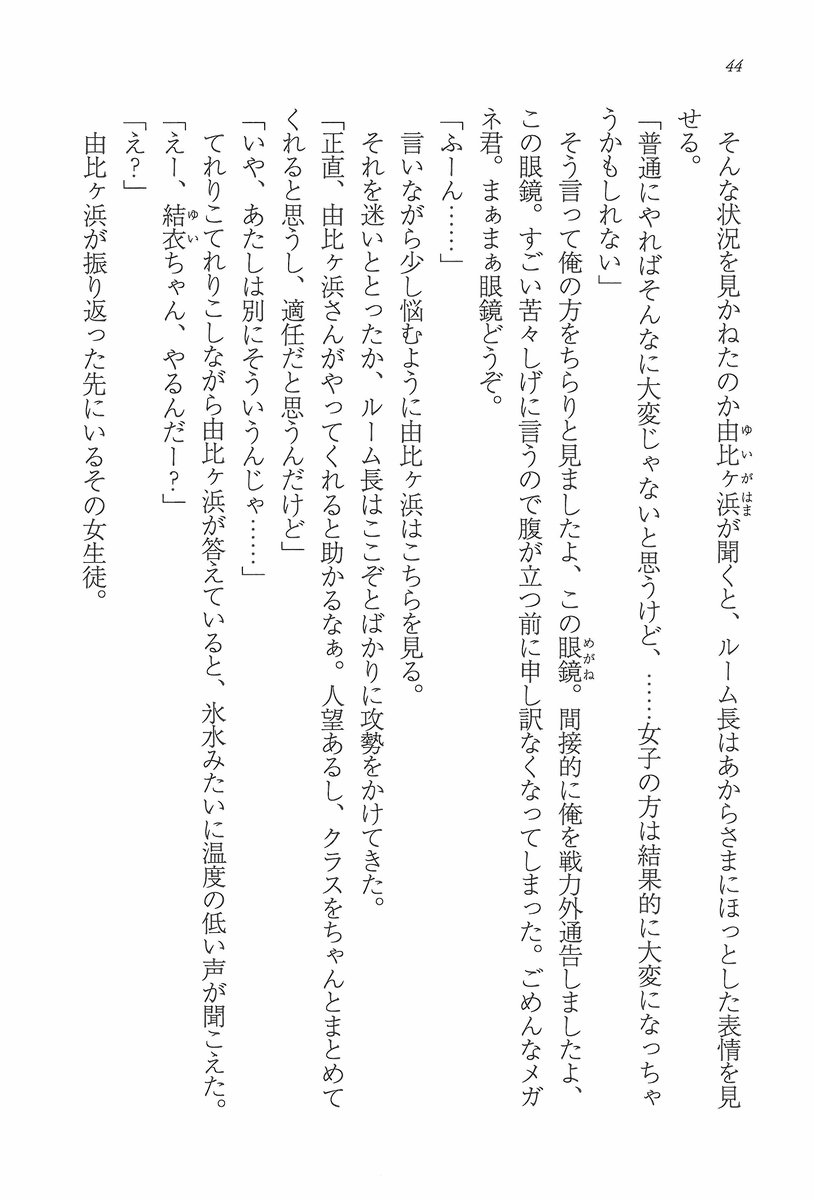 44
そんな状況を見かねたのか由比ヶ浜が聞くと、ルーム長はあからさまにほっとした表情を見
せる。
「普通にやればそんなに大変じゃないと思うけど、……女子の方は結果的に大変になっちゃ
うかもしれない」
そう言って俺の方をちらりと見ましたよ、この眼鏡。間接的に俺を戦力外通告しましたよ、
この眼鏡。すごい苦々しげに言うので腹が立つ前に申し訳なくなってしまった。ごめんなメガ
ネ君。まぁまぁ眼鏡どうぞ。
「ふーん……」
言いながら少し悩むように由比ヶ浜はこちらを見る。
それを迷いととったか、ルーム長はここぞとばかりに攻勢をかけてきた。
「正直、由比ヶ浜さんがやってくれると助かるなぁ。人望あるし、クラスをちゃんとまとめて
くれると思うし、適任だと思うんだけど」
「いや、あたしは別にそういうんじゃ……」
てれりこてれりこしながら由比ヶ浜が答えていると、氷水みたいに温度の低い声が聞こえた。
「えー、結衣ちゃん、やるんだー？」
「え？」
由比ヶ浜が振り返った先にいるその女生徒。